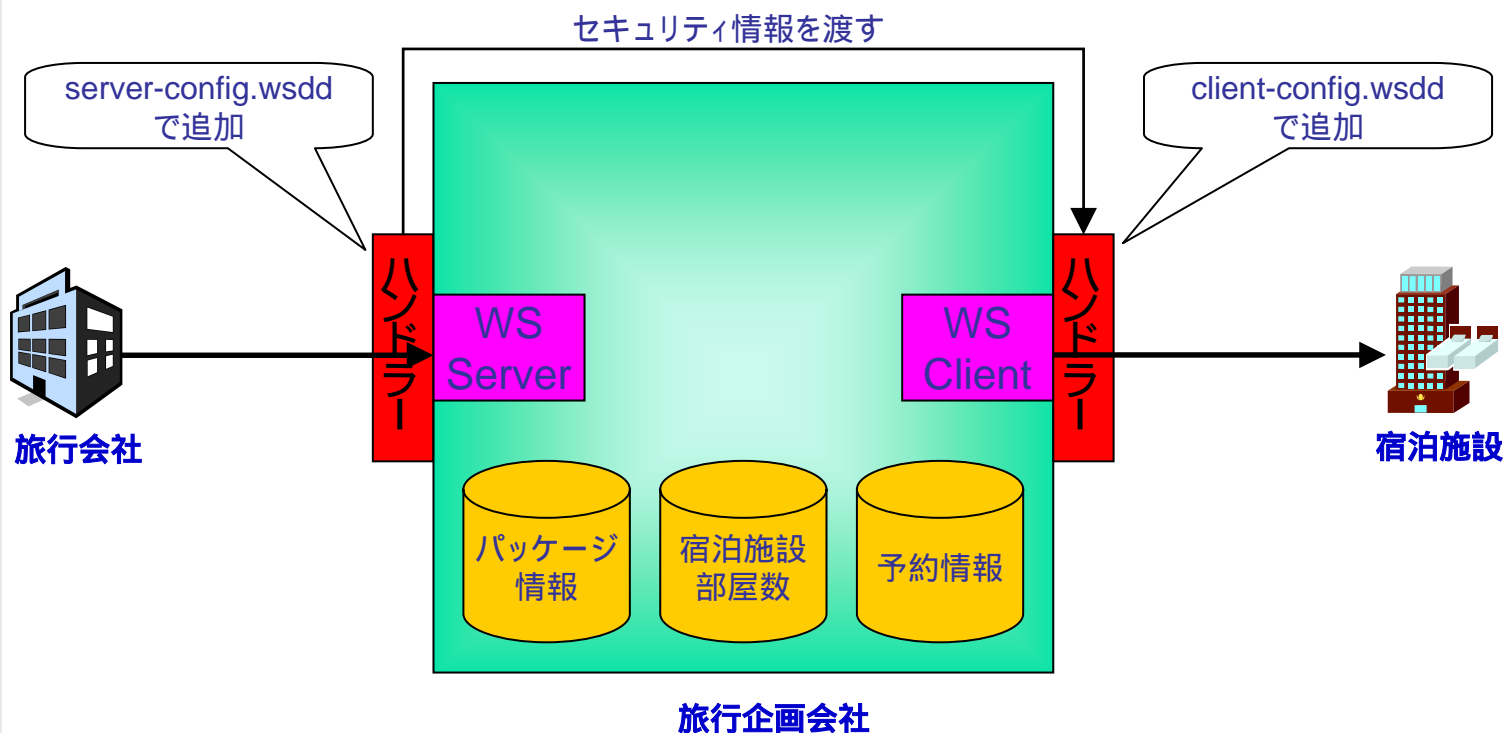 セキュリティ情報を渡す
server-config.wsdd
で追加
client-config.wsdd
で追加
ハンドラー
WS
Server
WS
Client
ハンドラー
旅行会社
宿泊施設
パッケージ
情報
宿泊施設
部屋数
予約情報
旅行企画会社